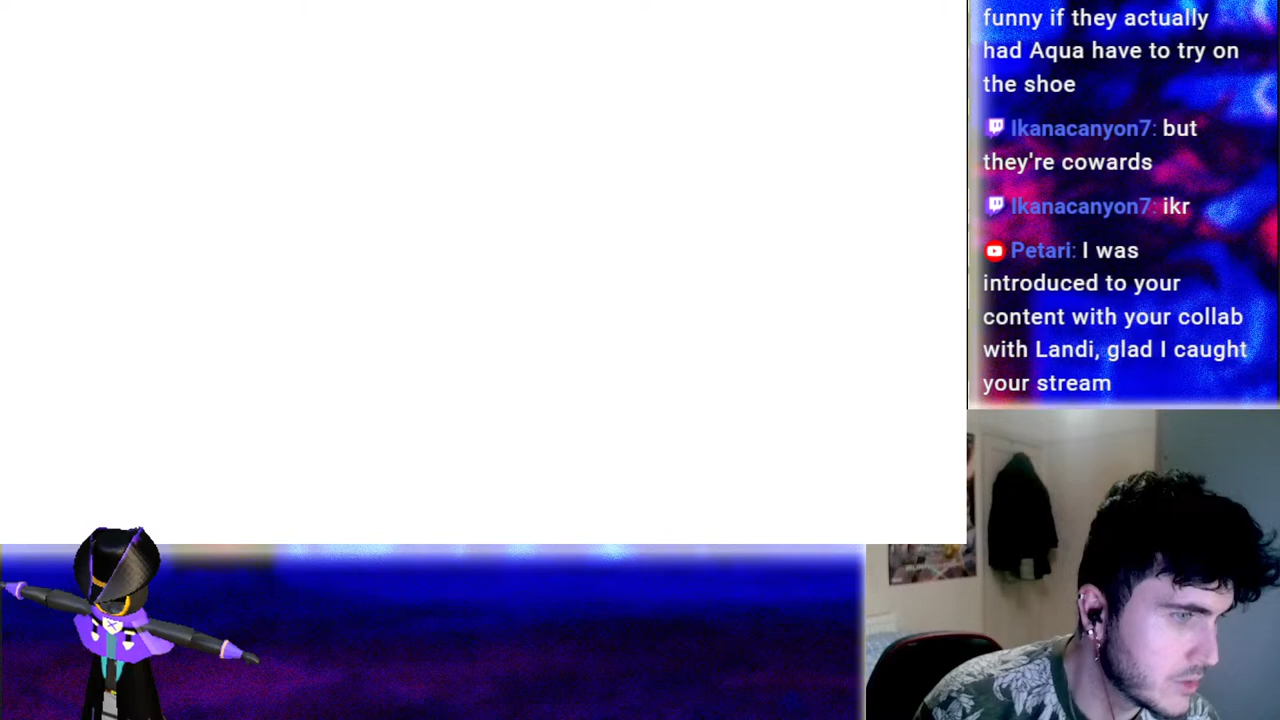 funny if they actually
had Aqua have to try on
the shoe
Ikanacanyon7: but
they're cowards
Ikanacanyon7: ikr
Petari: I was
introduced to your
content with your collab
with Landi, glad I caught
your stream